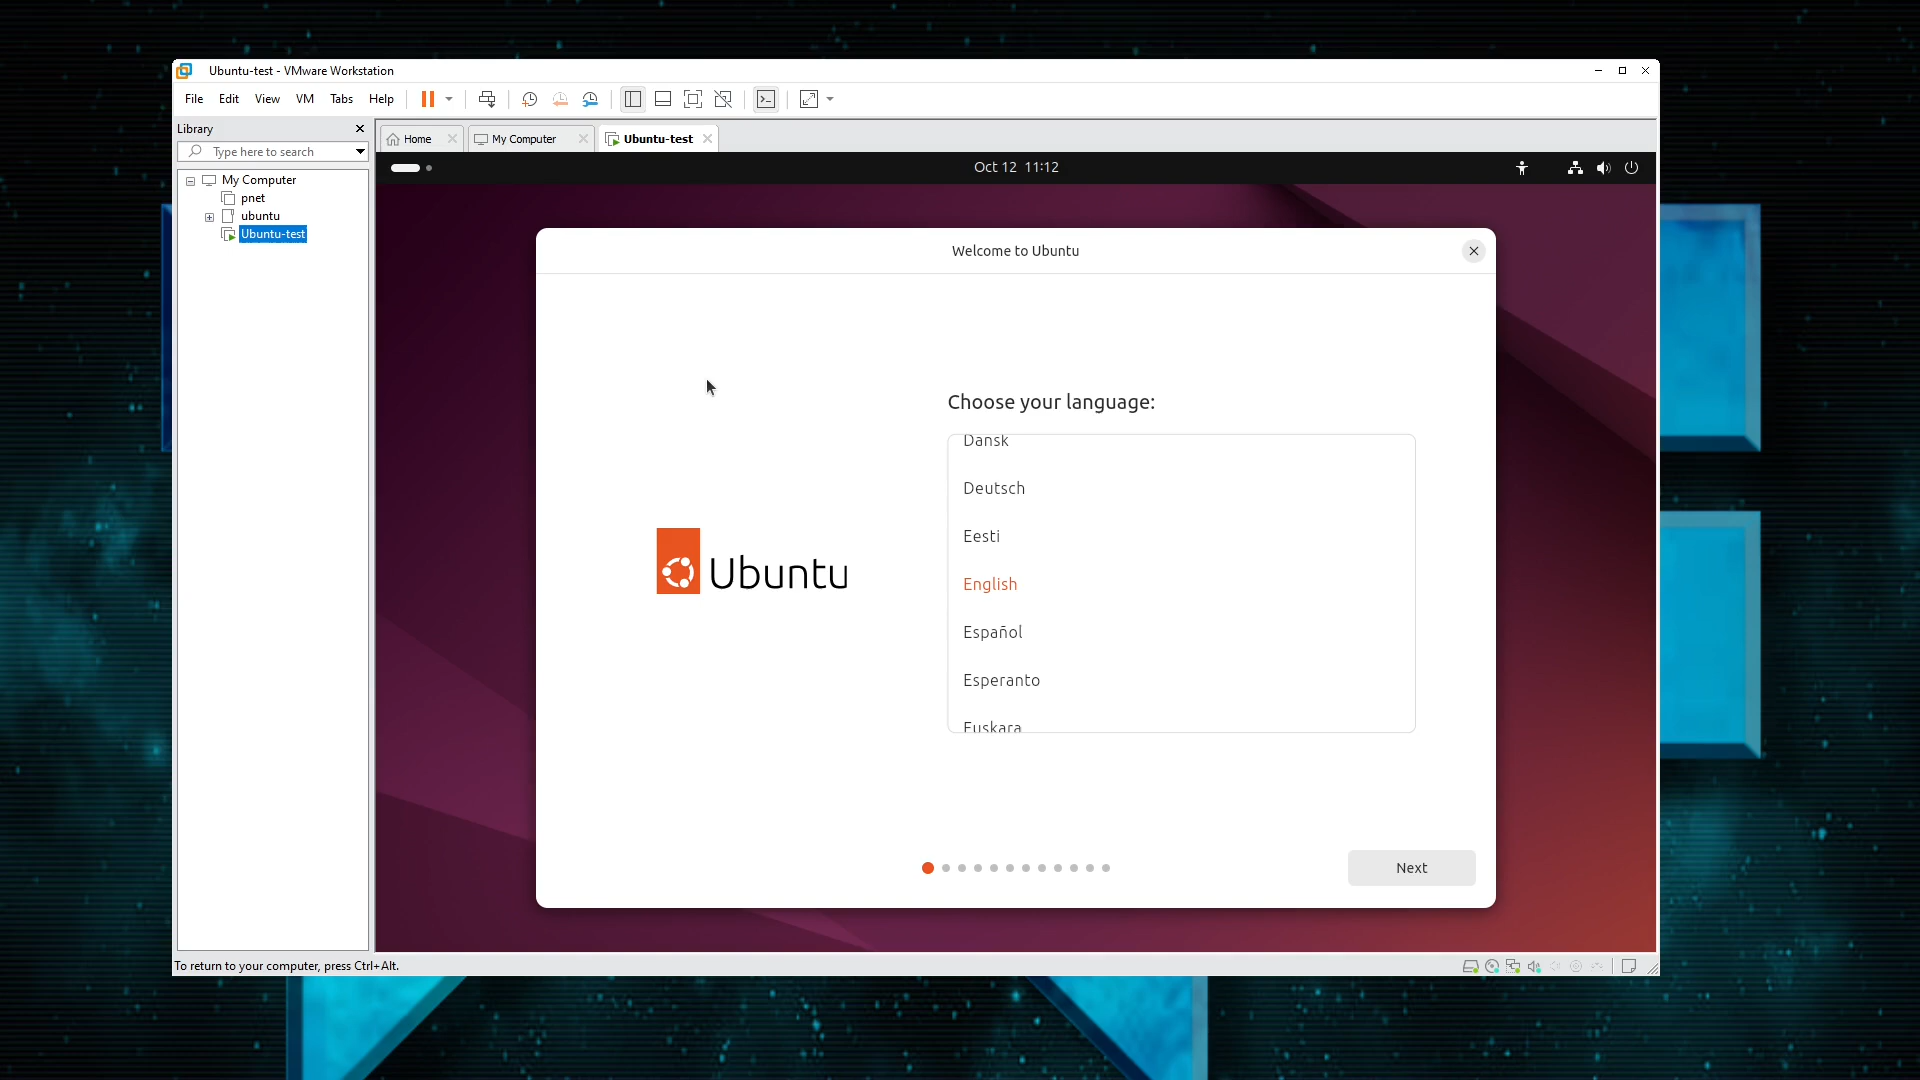 Ubuntu-test - VMware Workstation
File Edit View VM Tabs Help
Library
Type here to search
My Computer
pnet
ubuntu
Ubuntu-test
Home
My Computer
Ubuntu-test
Oct 12 11:12
Welcome to Ubuntu
Ubuntu
Choose your language:
Dansk
Deutsch
Eesti
English
Español
Esperanto
Euskara
Next
To return to your computer, press Ctrl+Alt.